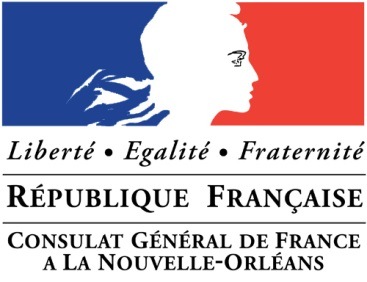 Liberté • Egalité • Fraternité
RÉPUBLIQUE FRANÇAISE
CONSULAT GÉNÉRAL DE FRANCE
A LA NOUVELLE-ORLÉANS